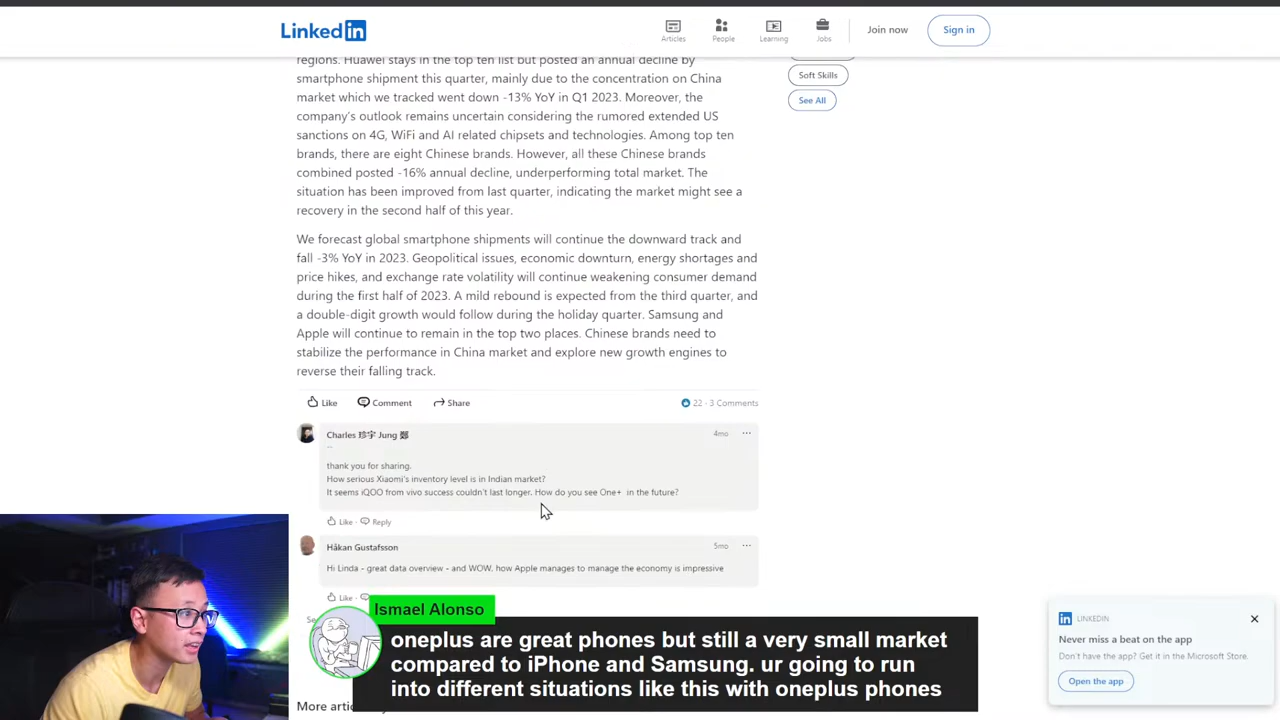 LinkedIn
Articles
People
Learning
Jobs
Join now
Sign in
regions. Huawei stays in the top ten list but posted an annual decline by
smartphone shipment this quarter, mainly due to the concentration on China
market which we tracked went down -13% YoY in Q1 2023. Moreover, the
company's outlook remains uncertain considering the rumored extended US
sanctions on 4G, WiFi and AI related chipsets and technologies. Among top ten
brands, there are eight Chinese brands. However, all these Chinese brands
combined posted -16% annual decline, underperforming total market. The
situation has been improved from last quarter, indicating the market might see a
recovery in the second half of this year.
We forecast global smartphone shipments will continue the downward track and
fall -3% YoY in 2023. Geopolitical issues, economic downturn, energy shortages and
price hikes, and exchange rate volatility will continue weakening consumer demand
during the first half of 2023. A mild rebound is expected from the third quarter, and
a double-digit growth would follow during the holiday quarter. Samsung and
Apple will continue to remain in the top two places. Chinese brands need to
stabilize the performance in China market and explore new growth engines to
reverse their falling track.
Soft Skills
See All
Like
Comment
Share
22 · 3 Comments
Charles 珍宇 Jung 鄭
4mo
--
thank you for sharing.
How serious Xiaomi's inventory level is in Indian market?
It seems iQOO from vivo success couldn't last longer. How do you see One+ in the future?
Like · Reply
Håkan Gustafsson
5mo
Hi Linda - great data overview - and WOW, how Apple manages to manage the economy is impressive
Like ·
Ismael Alonso
oneplus are great phones but still a very small market
compared to iPhone and Samsung. ur going to run
into different situations like this with oneplus phones
More
LINKEDIN
Never miss a beat on the app
Don't have the app? Get it in the Microsoft Store.
Open the app